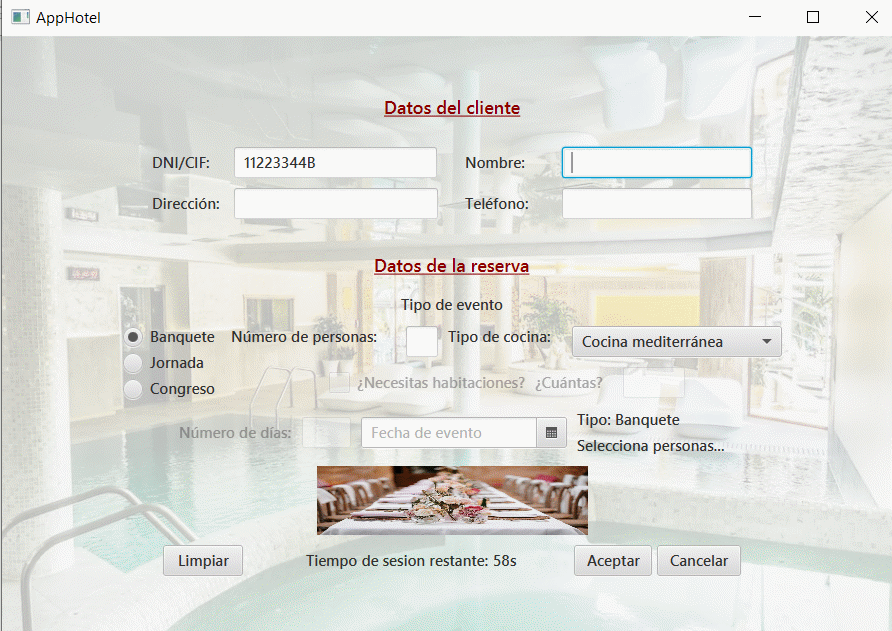 AppHotel
Datos del cliente
DNI/CIF: 11223344B Nombre:
Dirección: Teléfono:
Datos de la reserva
Tipo de evento
Banquete Número de personas: Tipo de cocina: Cocina mediterránea
Jornada
Congreso ¿Necesitas habitaciones? ¿Cuántas?
Número de días: Fecha de evento Tipo: Banquete
Selecciona personas...
Limpiar Tiempo de sesion restante: 58s Aceptar Cancelar